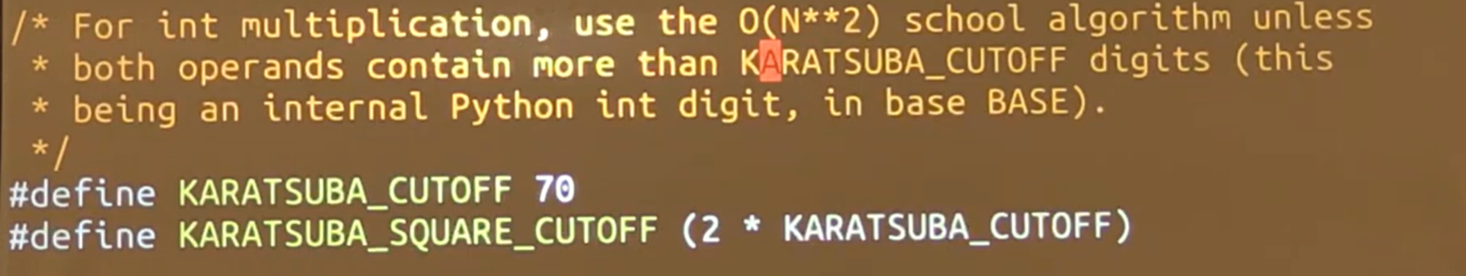 /* For int multiplication, use the O(N**2) school algorithm unless
 * both operands contain more than KARATSUBA_CUTOFF digits (this
 * being an internal Python int digit, in base BASE).
 */
#define KARATSUBA_CUTOFF 70
#define KARATSUBA_SQUARE_CUTOFF (2 * KARATSUBA_CUTOFF)